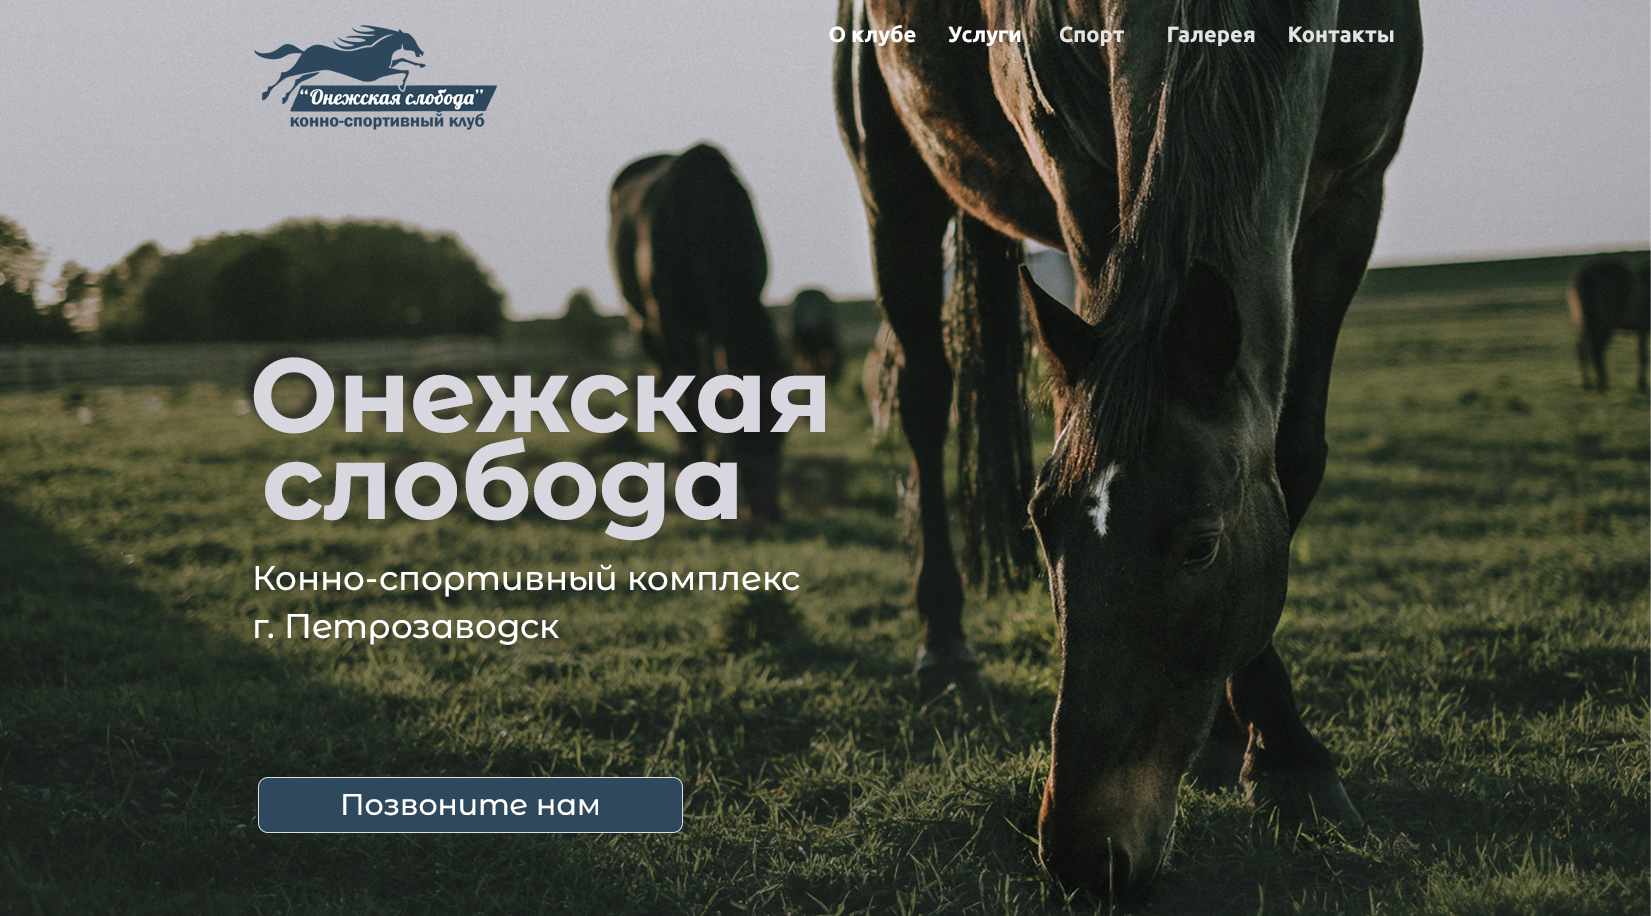 О клубе Услуги Спорт Галерея Контакты
“Онежская слобода”
конно-спортивный клуб
Онежская
слобода
Конно-спортивный комплекс
г. Петрозаводск
Позвоните нам